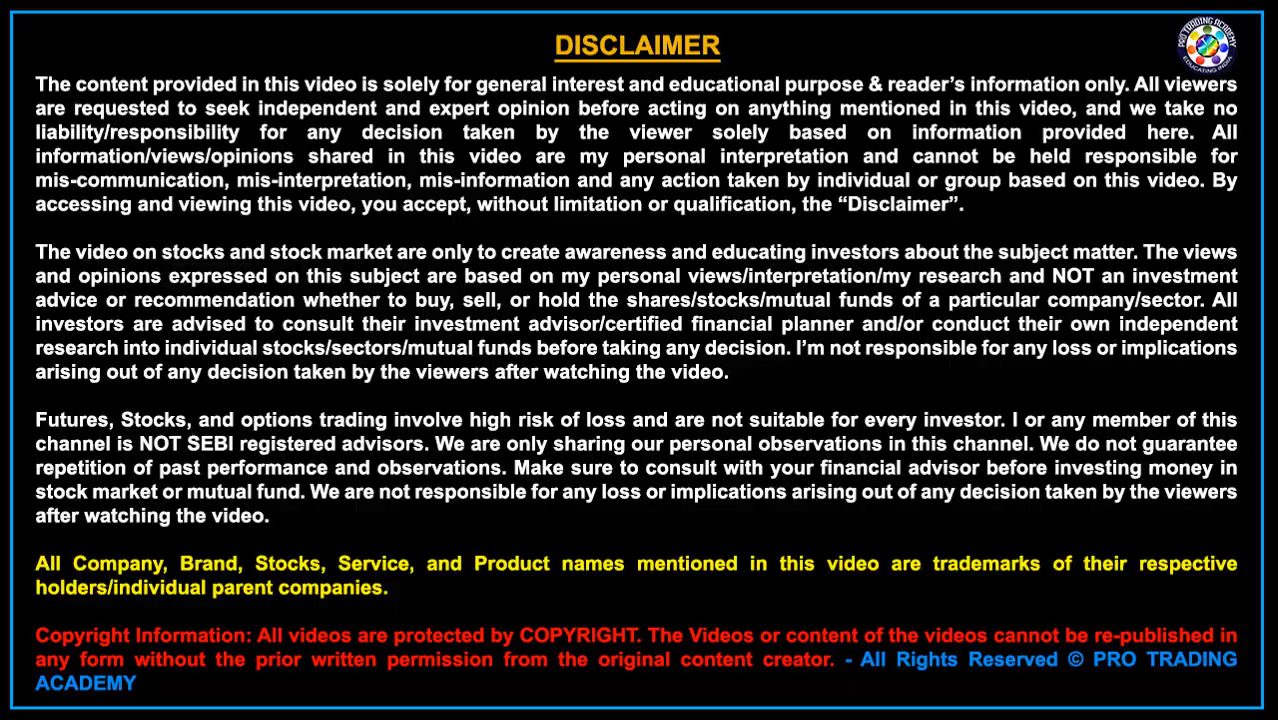 DISCLAIMER
PRO TRADING ACADEMY
EDUCATING INDIA
The content provided in this video is solely for general interest and educational purpose & reader’s information only. All viewers
are requested to seek independent and expert opinion before acting on anything mentioned in this video, and we take no
liability/responsibility for any decision taken by the viewer solely based on information provided here. All
information/views/opinions shared in this video are my personal interpretation and cannot be held responsible for
mis-communication, mis-interpretation, mis-information and any action taken by individual or group based on this video. By
accessing and viewing this video, you accept, without limitation or qualification, the “Disclaimer”.
The video on stocks and stock market are only to create awareness and educating investors about the subject matter. The views
and opinions expressed on this subject are based on my personal views/interpretation/my research and NOT an investment
advice or recommendation whether to buy, sell, or hold the shares/stocks/mutual funds of a particular company/sector. All
investors are advised to consult their investment advisor/certified financial planner and/or conduct their own independent
research into individual stocks/sectors/mutual funds before taking any decision. I’m not responsible for any loss or implications
arising out of any decision taken by the viewers after watching the video.
Futures, Stocks, and options trading involve high risk of loss and are not suitable for every investor. I or any member of this
channel is NOT SEBI registered advisors. We are only sharing our personal observations in this channel. We do not guarantee
repetition of past performance and observations. Make sure to consult with your financial advisor before investing money in
stock market or mutual fund. We are not responsible for any loss or implications arising out of any decision taken by the viewers
after watching the video.
All Company, Brand, Stocks, Service, and Product names mentioned in this video are trademarks of their respective
holders/individual parent companies.
Copyright Information: All videos are protected by COPYRIGHT. The Videos or content of the videos cannot be re-published in
any form without the prior written permission from the original content creator. - All Rights Reserved © PRO TRADING
ACADEMY